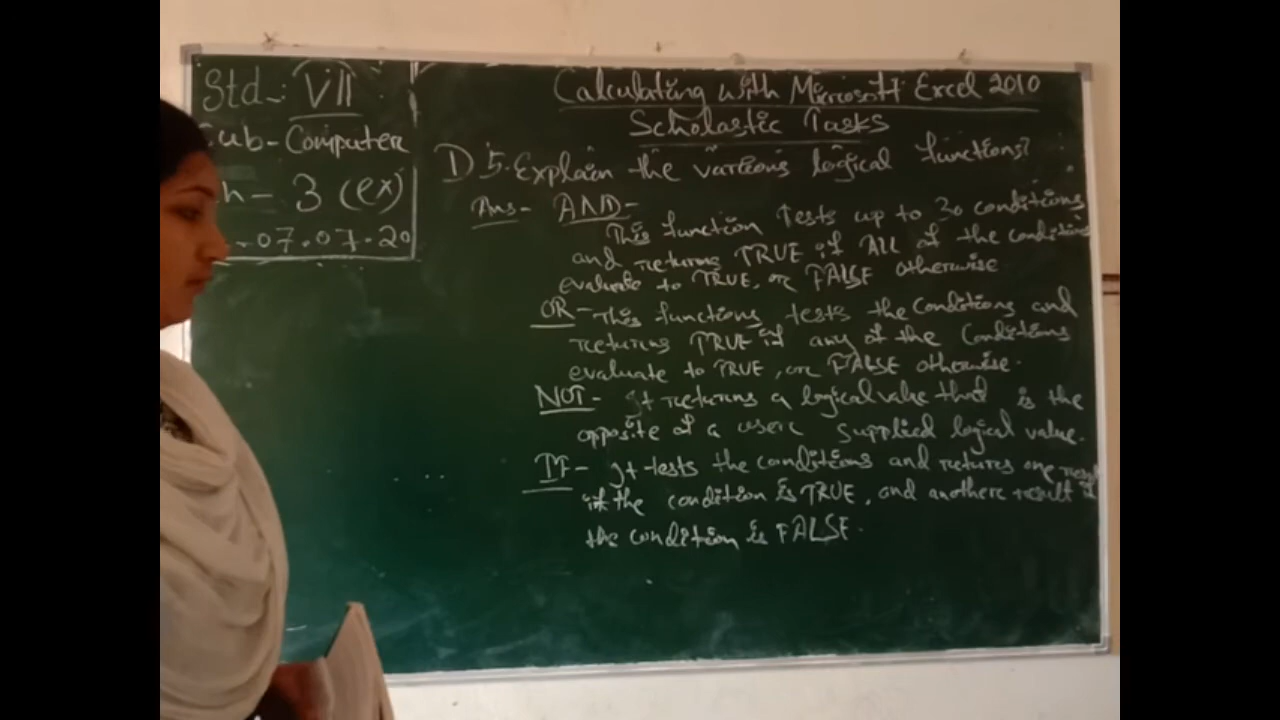 Std-: VII
Sub- Computer
Ch- 3 (ex)
-07.07.20
Calculating with Microsoft Excel 2010
Scholastic Tasks
D 5. Explain the various logical functions?
Ans- AND-
This function Tests up to 30 conditions
and returns TRUE if ALL of the conditions
evaluate to TRUE, or FALSE otherwise.
OR- This functions tests the conditions and
returns TRUE if any of the conditions
evaluate to TRUE, or FALSE otherwise.
NOT- It returns a logical value that is the
opposite of a user supplied logical value.
IF- It tests the conditions and returns one result
if the condition is TRUE, and another result if
the condition is FALSE.